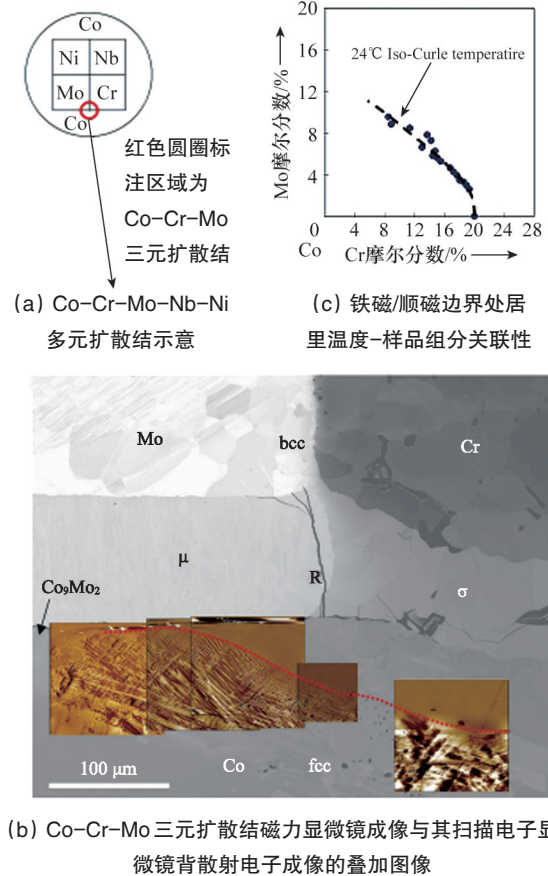 Co
Ni Nb
Mo Cr
Co
红色圆圈标
注区域为
Co-Cr-Mo
三元扩散结
(a) Co-Cr-Mo-Nb-Ni
多元扩散结示意
20
16
12
8
4
0
Mo摩尔分数/%
24℃ Iso-Curle temperatire
4 8 12 16 20 24 28
Co
Cr摩尔分数/%
(c) 铁磁/顺磁边界处居
里温度-样品组分关联性
Mo
bcc
Cr
μ
R
σ
Co₉Mo₂
100 μm
Co
fcc
(b) Co-Cr-Mo三元扩散结磁力显微镜成像与其扫描电子显
微镜背散射电子成像的叠加图像